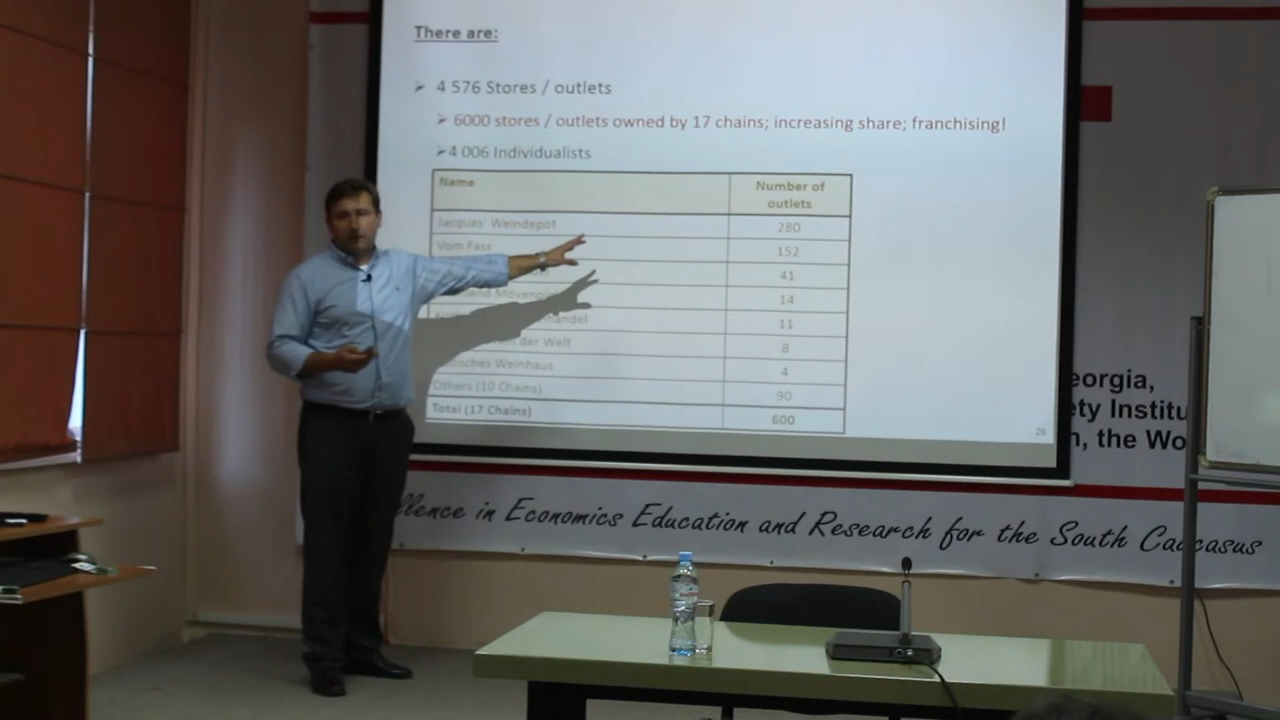 There are:
➢ 4 576 Stores / outlets
➢ 6000 stores / outlets owned by 17 chains; increasing share; franchising!
➢4 006 Individualists
Name Number of outlets
Jacques' Weindepot 280
Vom Fass 152
41
14
11
der Welt 8
Weinhaus 4
Others (10 Chains) 90
Total (17 Chains) 600
26
eorgia,
ety Institu
n, the Wo
llence in Economics Education and Research for the South Caucasus